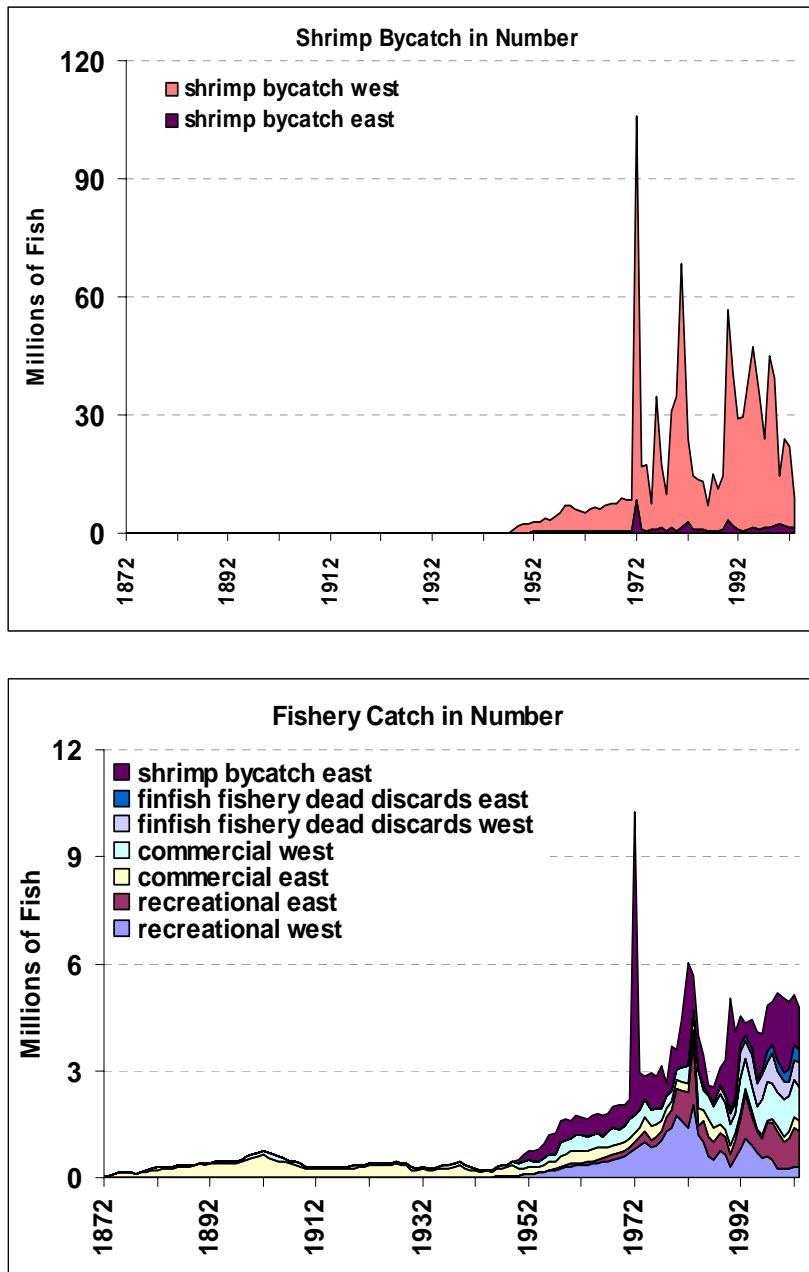 Shrimp Bycatch in Number
120
shrimp bycatch west
shrimp bycatch east
90
60
30
0
Millions of Fish
1872
1892
1912
1932
1952
1972
1992
Fishery Catch in Number
12
shrimp bycatch east
finfish fishery dead discards east
finfish fishery dead discards west
commercial west
commercial east
recreational east
recreational west
9
6
3
0
Millions of Fish
1872
1892
1912
1932
1952
1972
1992